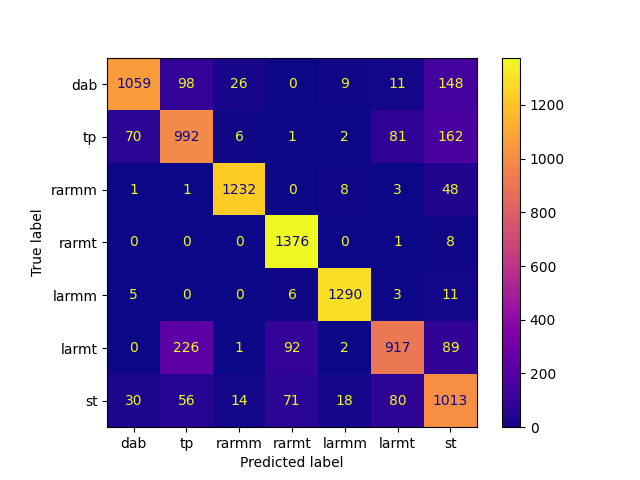 dab 1059 98 26 0 9 11 148
tp 70 992 6 1 2 81 162
rarmm 1 1 1232 0 8 3 48
rarmt 0 0 0 1376 0 1 8
larmm 5 0 0 6 1290 3 11
larmt 0 226 1 92 2 917 89
st 30 56 14 71 18 80 1013
dab tp rarmm rarmt larmm larmt st
Predicted label
True label
1200
1000
800
600
400
200
0